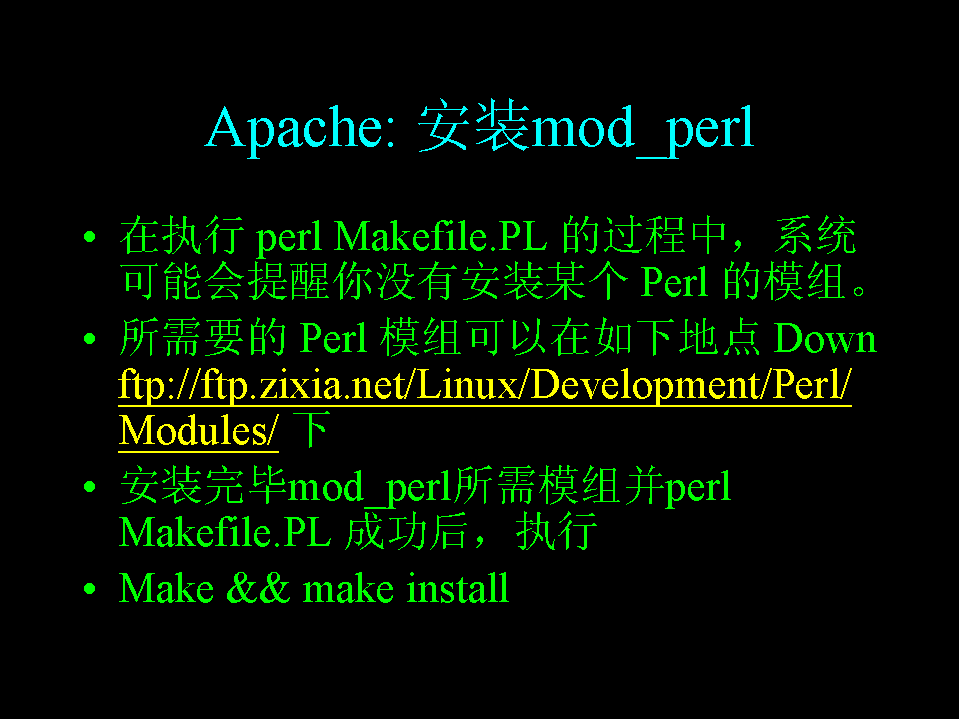 Apache: 安装mod_perl
• 在执行 perl Makefile.PL 的过程中，系统
可能会提醒你没有安装某个 Perl 的模组。
• 所需要的 Perl 模组可以在如下地点 Down
ftp://ftp.zixia.net/Linux/Development/Perl/
Modules/ 下
• 安装完毕mod_perl所需模组并perl
Makefile.PL 成功后，执行
• Make && make install